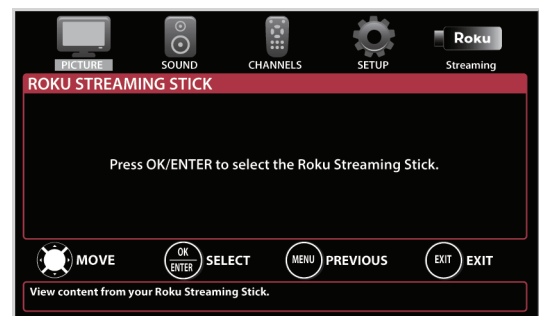 Roku
PICTURE SOUND CHANNELS SETUP Streaming
ROKU STREAMING STICK
Press OK/ENTER to select the Roku Streaming Stick.
MOVE OK ENTER SELECT MENU PREVIOUS EXIT EXIT
View content from your Roku Streaming Stick.